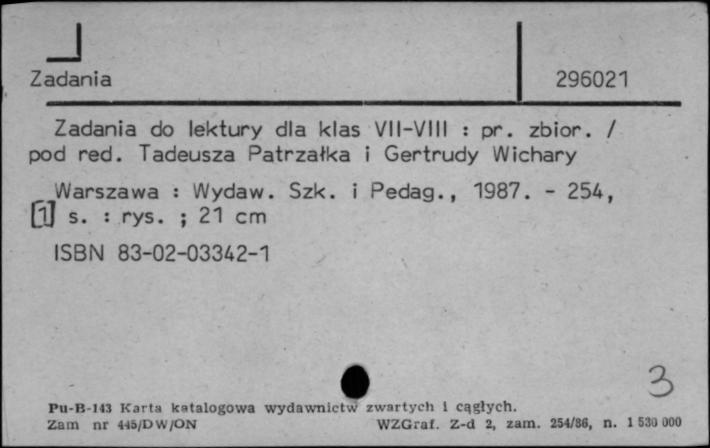 Zadania 296021
Zadania do lektury dla klas VII-VIII : pr. zbior. /
pod red. Tadeusza Patrzałka i Gertrudy Wichary
Warszawa : Wydaw. Szk. i Pedag., 1987. - 254,
[1] s. : rys. ; 21 cm
ISBN 83-02-03342-1
3
Pu-B-143 Karta katalogowa wydawnictw zwartych i ciągłych.
Zam nr 445/DW/ON WZGraf. Z-d 2, zam. 254/86, n. 1 530 000